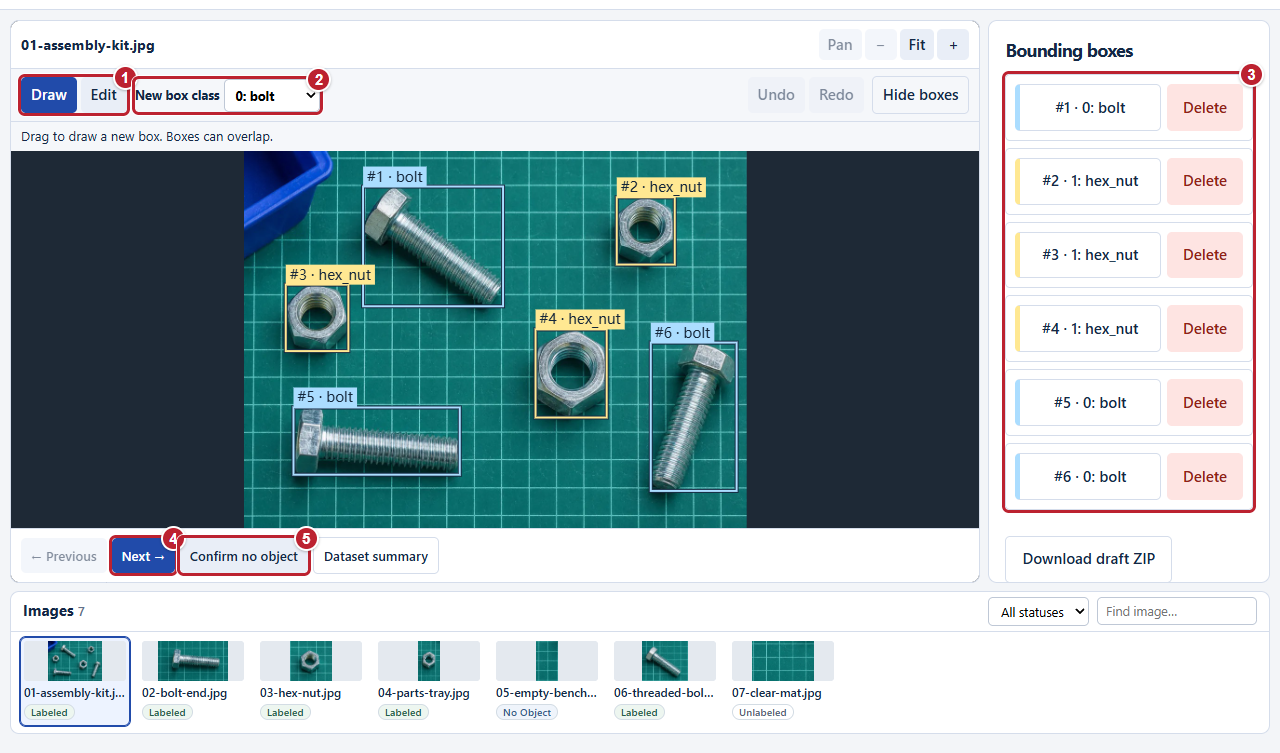 01-assembly-kit.jpg
Pan − Fit +
Draw Edit 1 New box class 0: bolt 2 Undo Redo Hide boxes
Drag to draw a new box. Boxes can overlap.
#1 · bolt
#2 · hex_nut
#3 · hex_nut
#4 · hex_nut
#6 · bolt
#5 · bolt
← Previous Next → 4 Confirm no object 5 Dataset summary
Bounding boxes
3
#1 · 0: bolt Delete
#2 · 1: hex_nut Delete
#3 · 1: hex_nut Delete
#4 · 1: hex_nut Delete
#5 · 0: bolt Delete
#6 · 0: bolt Delete
Download draft ZIP
Images 7 All statuses Find image...
01-assembly-kit.j... 02-bolt-end.jpg 03-hex-nut.jpg 04-parts-tray.jpg 05-empty-bench... 06-threaded-bol... 07-clear-mat.jpg
Labeled Labeled Labeled Labeled No Object Labeled Unlabeled